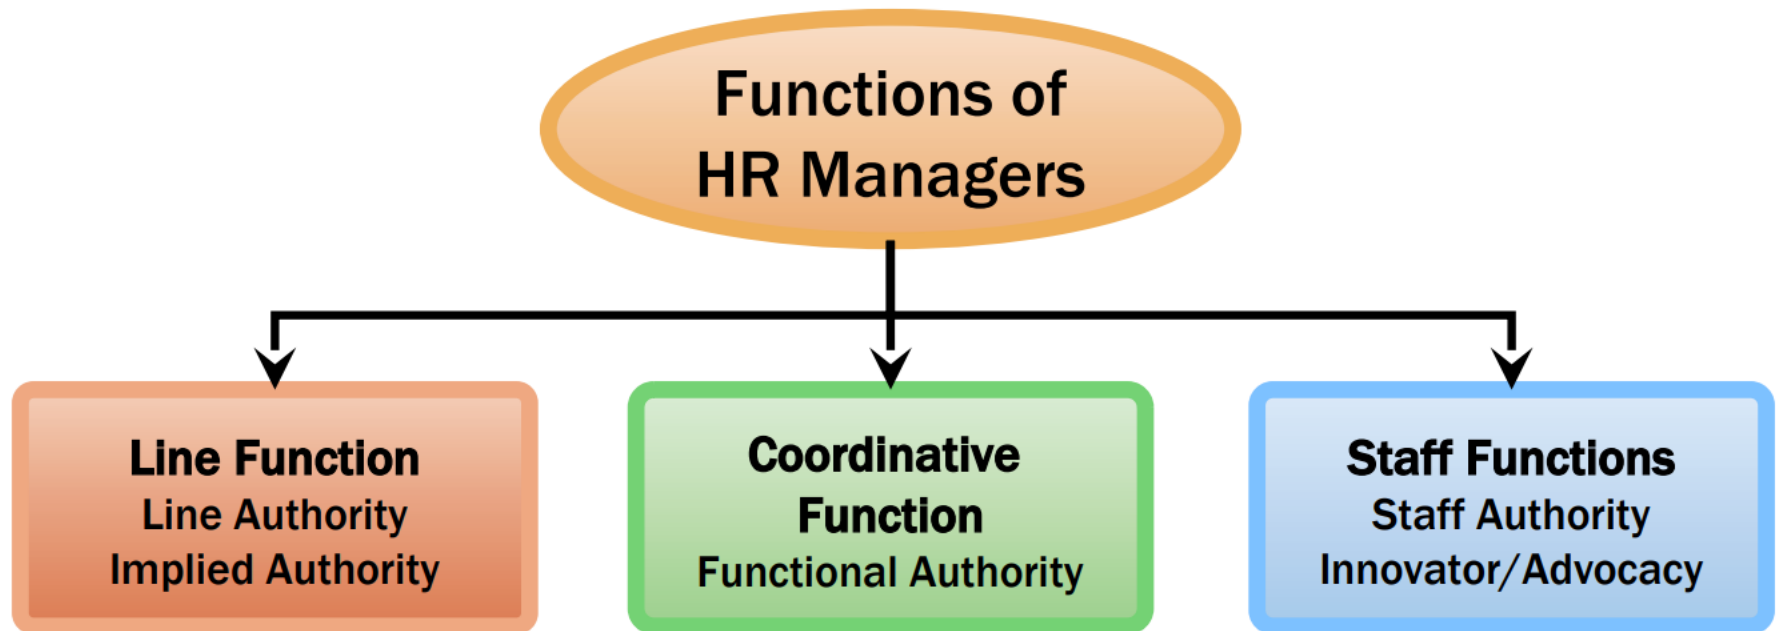 Functions of
HR Managers
Line Function
Line Authority
Implied Authority
Coordinative
Function
Functional Authority
Staff Functions
Staff Authority
Innovator/Advocacy